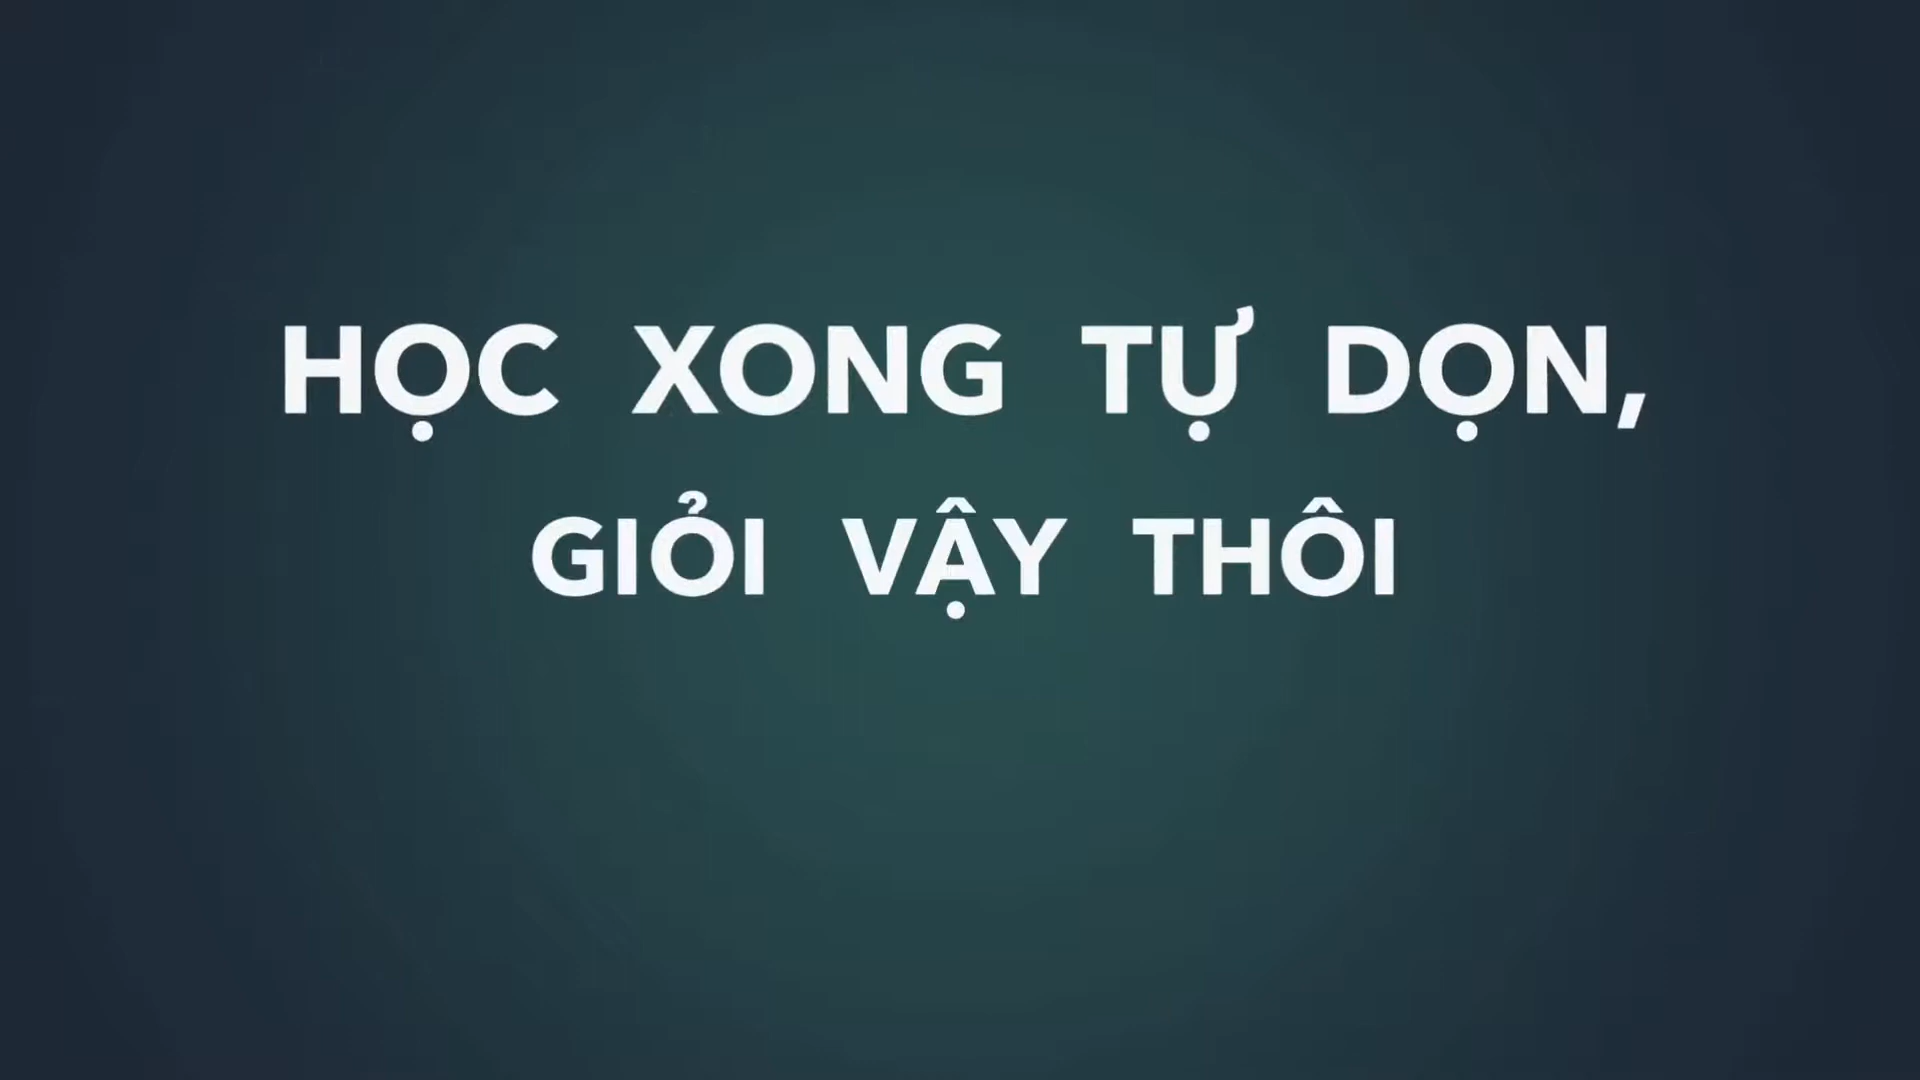 HỌC XONG TỰ DỌN,
GIỎI VẬY THÔI